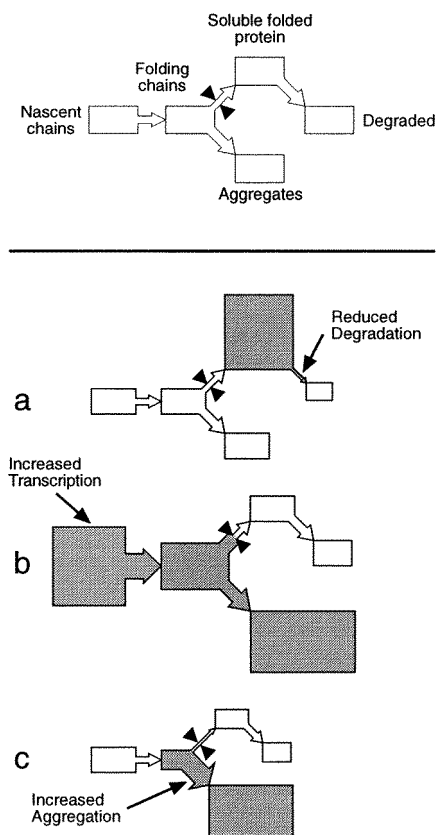 Soluble folded
protein
Folding
chains
Nascent
chains
Degraded
Aggregates
a
Reduced
Degradation
Increased
Transcription
b
c
Increased
Aggregation